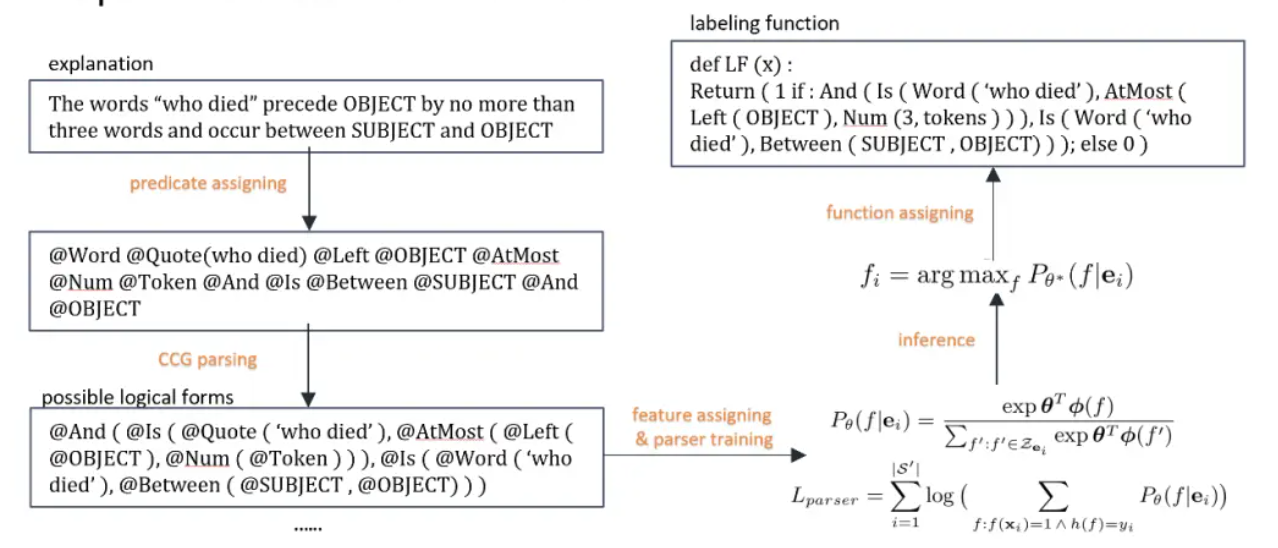 explanation
The words “who died” precede OBJECT by no more than
three words and occur between SUBJECT and OBJECT
predicate assigning
@Word @Quote(who died) @Left @OBJECT @AtMost
@Num @Token @And @Is @Between @SUBJECT @And
@OBJECT
CCG parsing
possible logical forms
@And ( @Is ( @Quote ( ‘who died’ ), @AtMost ( @Left (
@OBJECT ), @Num ( @Token ) ) ), @Is ( @Word ( ‘who
died’ ), @Between ( @SUBJECT , @OBJECT) ) )
......
feature assigning
& parser training
P_θ(f|e_i) = \frac{exp θ^T ϕ(f)}{∑_{f':f'∈Z_{e_i}} exp θ^T ϕ(f')}
L_{parser} = ∑_{i=1}^{|S'|} log ( ∑_{f:f(x_i)=1∧h(f)=y_i} P_θ(f|e_i))
inference
f_i = arg max_f P_{θ*}(f|e_i)
function assigning
labeling function
def LF (x) :
Return ( 1 if : And ( Is ( Word ( ‘who died’ ), AtMost (
Left ( OBJECT ), Num (3, tokens ) ) ), Is ( Word ( ‘who
died’ ), Between ( SUBJECT , OBJECT) ) ); else 0 )